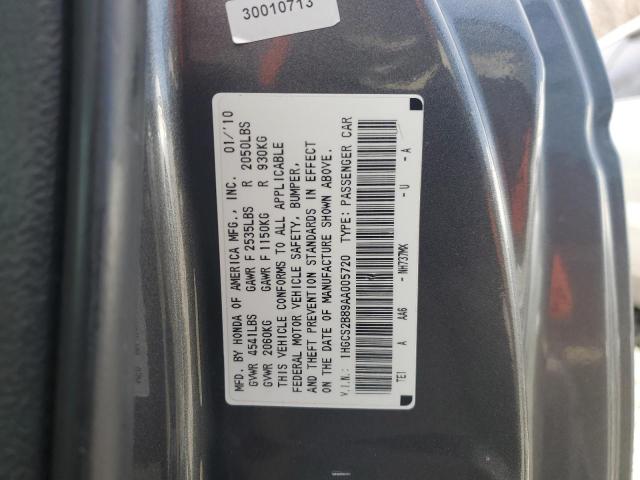 30010713
MFD. BY HONDA OF AMERICA MFG., INC. 01/'10
GVWR 4541LBS GAWR F 2535LBS R 2050LBS
GVWR 2060KG GAWR F 1150KG R 930KG
THIS VEHICLE CONFORMS TO ALL APPLICABLE
FEDERAL MOTOR VEHICLE SAFETY, BUMPER,
AND THEFT PREVENTION STANDARDS IN EFFECT
ON THE DATE OF MANUFACTURE SHOWN ABOVE.
V.I.N.: 1HGCS2B89AA005720 TYPE: PASSENGER CAR
TE1 A AA6 - NH737MX - U - A